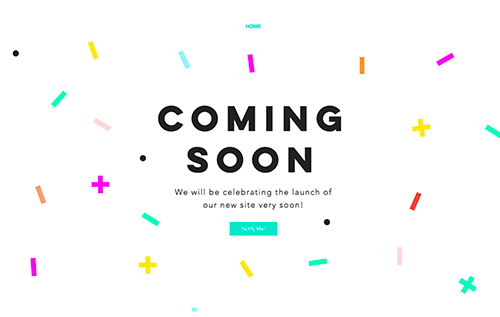 HOME
COMING
SOON
We will be celebrating the launch of
our new site very soon!
Notify Me!